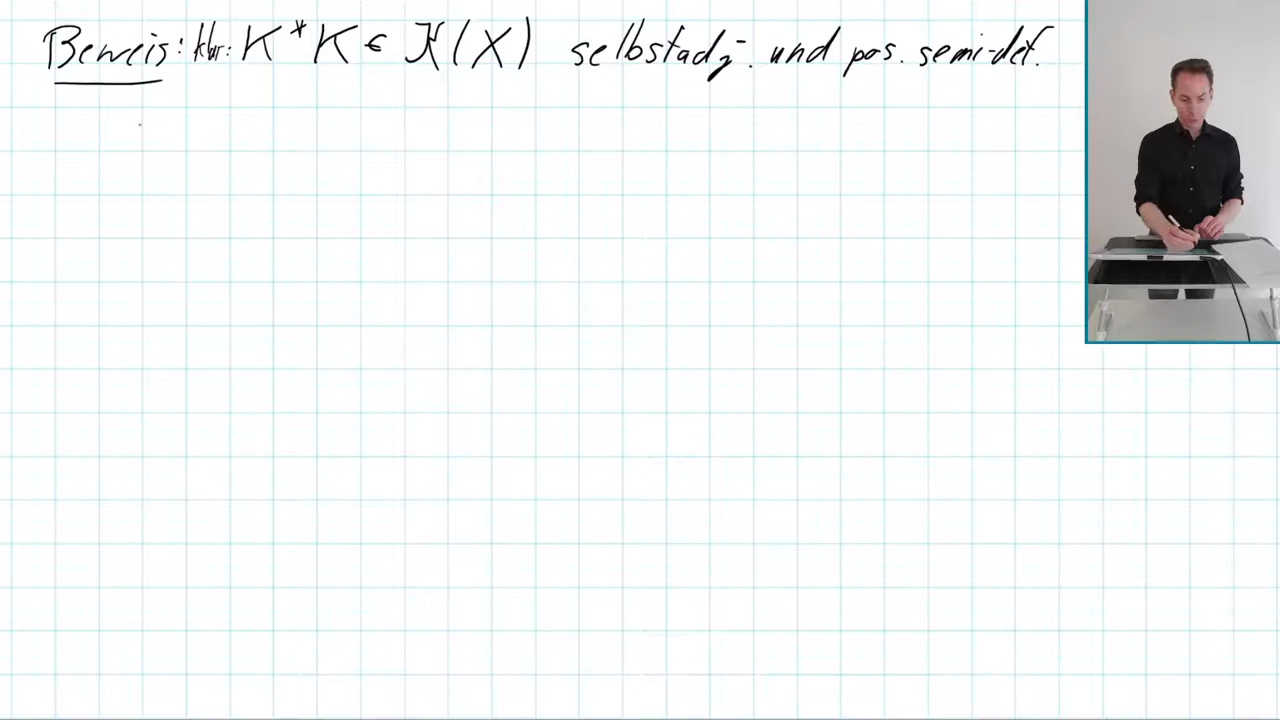 Beweis: klar: K*K ∈ 𝒦(X) selbstadj. und pos. semi-def.